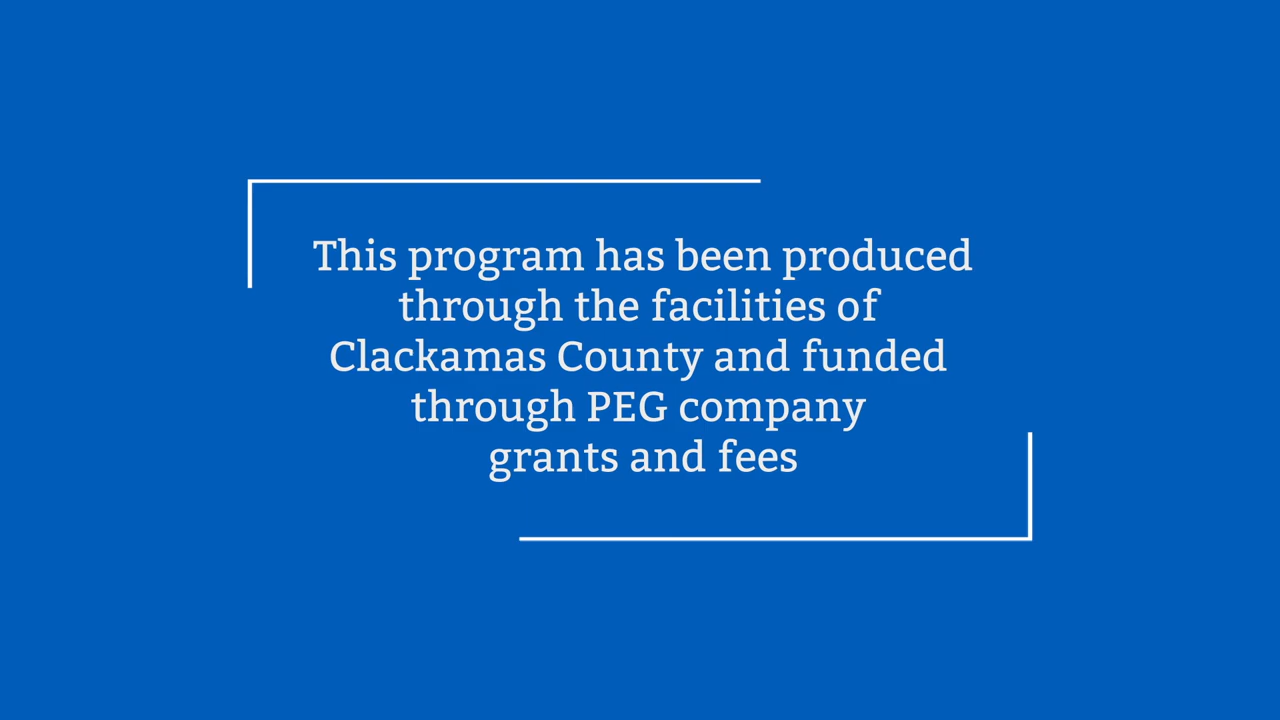 This program has been produced
through the facilities of
Clackamas County and funded
through PEG company
grants and fees